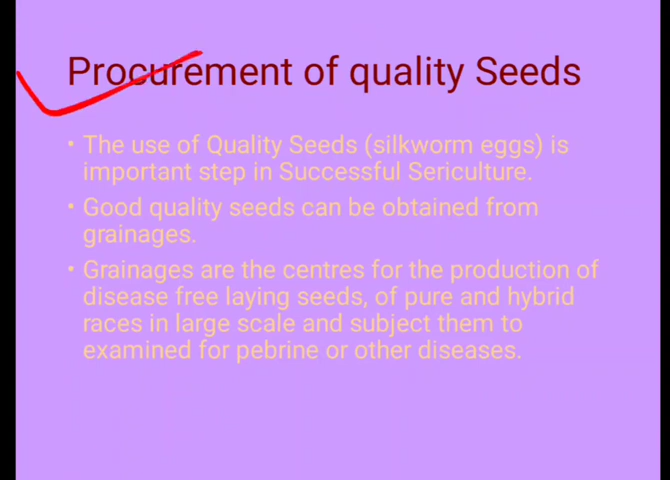 Procurement of quality Seeds
• The use of Quality Seeds (silkworm eggs) is
important step in Successful Sericulture.
• Good quality seeds can be obtained from
grainages.
• Grainages are the centres for the production of
disease free laying seeds, of pure and hybrid
races in large scale and subject them to
examined for pebrine or other diseases.